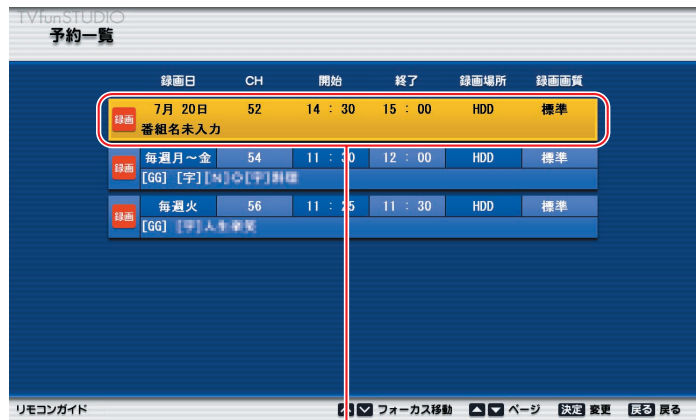 TVfunSTUDIO
予約一覧
録画日 CH 開始 終了 録画場所 録画画質
録画 7月 20日 52 14 : 30 15 : 00 HDD 標準
番組名未入力
録画 毎週月～金 54 11 : 30 12 : 00 HDD 標準
[GG] [字]
録画 毎週火 56 11 : 25 11 : 30 HDD 標準
[GG]
リモコンガイド フォーカス移動 ページ 決定 変更 戻る 戻る